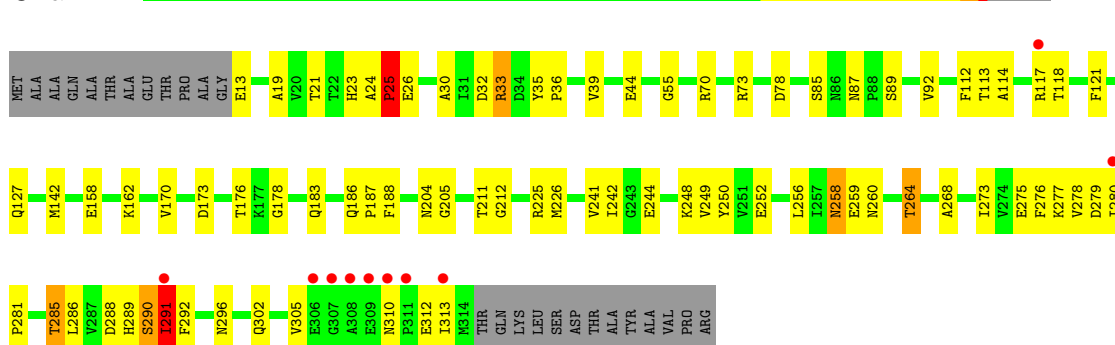 MET ALA ALA GLN ALA THR ALA GLU THR PRO ALA GLY E13 A19 V20 T21 T22 H23 A24 P25 E26 A30 I31 D32 R33 D34 Y35 P36 V39 E44 G55 R70 R73 D78 S85 N86 N87 P88 S89 V92 F112 T113 A114 R117 T118 F121
Q127 M142 E158 K162 V170 D173 T176 K177 G178 Q183 Q186 P187 F188 N204 G205 T211 G212 R225 M226 V241 I242 G243 E244 K248 V249 Y250 V251 E252 L256 I257 N258 E259 N260 T264 A268 I273 V274 E275 F276 K277 V278 D279
P281 T285 L286 V287 D288 H289 S290 I291 F292 N296 Q302 V305 E306 G307 A308 E309 N310 P311 E312 I313 M314 THR GLN LYS LEU SER ASP THR ALA TYR ALA VAL PRO ARG